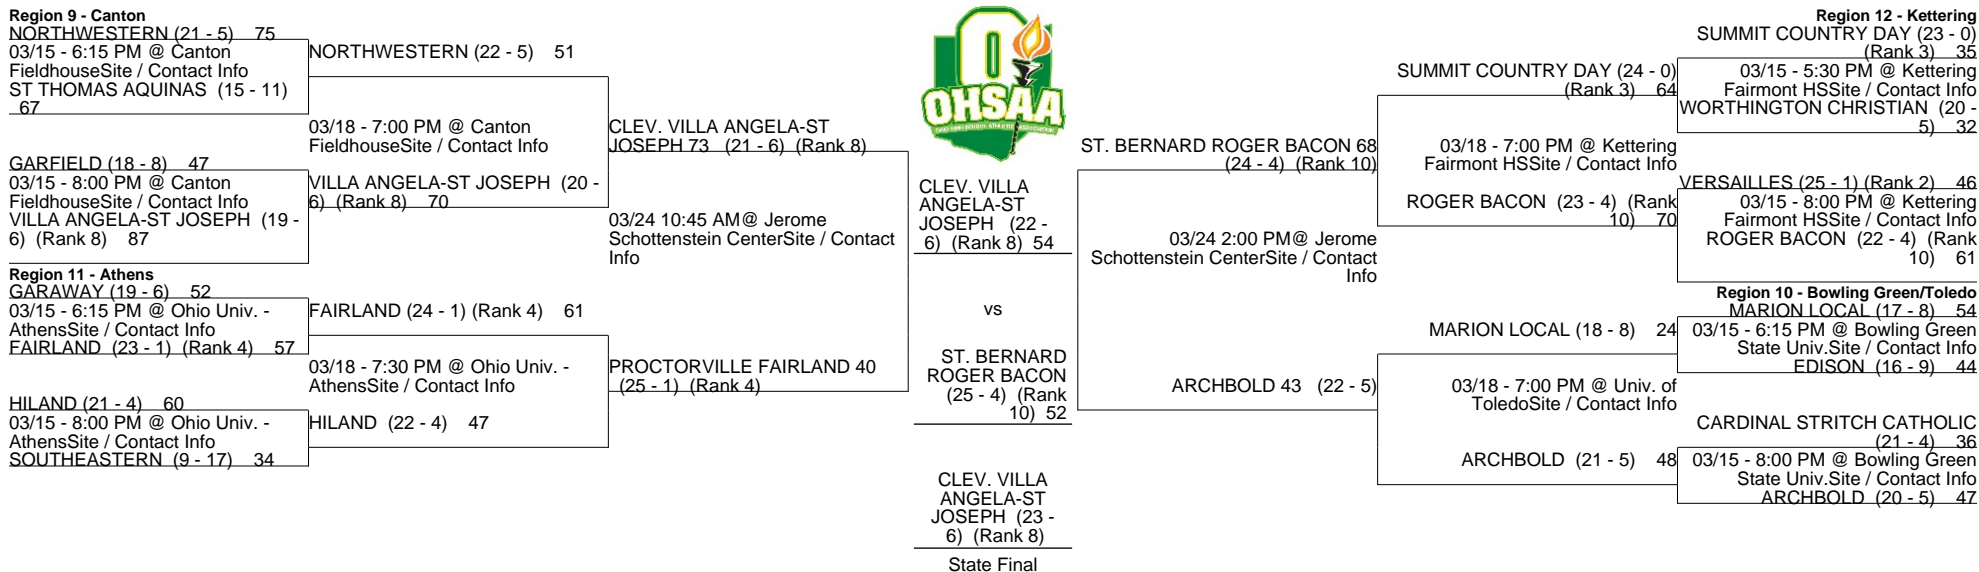 Region 9 - Canton
NORTHWESTERN (21 - 5) 75
03/15 - 6:15 PM @ Canton
FieldhouseSite / Contact Info
ST THOMAS AQUINAS (15 - 11)
67
GARFIELD (18 - 8) 47
03/15 - 8:00 PM @ Canton
FieldhouseSite / Contact Info
VILLA ANGELA-ST JOSEPH (19 -
6) (Rank 8) 87
Region 11 - Athens
GARAWAY (19 - 6) 52
03/15 - 6:15 PM @ Ohio Univ. -
AthensSite / Contact Info
FAIRLAND (23 - 1) (Rank 4) 57
HILAND (21 - 4) 60
03/15 - 8:00 PM @ Ohio Univ. -
AthensSite / Contact Info
SOUTHEASTERN (9 - 17) 34
NORTHWESTERN (22 - 5) 51
03/18 - 7:00 PM @ Canton
FieldhouseSite / Contact Info
VILLA ANGELA-ST JOSEPH (20 -
6) (Rank 8) 70
FAIRLAND (24 - 1) (Rank 4) 61
03/18 - 7:30 PM @ Ohio Univ. -
AthensSite / Contact Info
HILAND (22 - 4) 47
CLEV. VILLA ANGELA-ST
JOSEPH 73 (21 - 6) (Rank 8)
03/24 10:45 AM@ Jerome
Schottenstein CenterSite / Contact
Info
PROCTORVILLE FAIRLAND 40
(25 - 1) (Rank 4)
OHSAA
CLEV. VILLA
ANGELA-ST
JOSEPH (22 -
6) (Rank 8) 54
vs
ST. BERNARD
ROGER BACON
(25 - 4) (Rank
10) 52
CLEV. VILLA
ANGELA-ST
JOSEPH (23 -
6) (Rank 8)
State Final
ST. BERNARD ROGER BACON 68
(24 - 4) (Rank 10)
03/24 2:00 PM@ Jerome
Schottenstein CenterSite / Contact
Info
ARCHBOLD 43 (22 - 5)
SUMMIT COUNTRY DAY (24 - 0)
(Rank 3) 64
03/18 - 7:00 PM @ Kettering
Fairmont HSSite / Contact Info
ROGER BACON (23 - 4) (Rank
10) 70
MARION LOCAL (18 - 8) 24
03/18 - 7:00 PM @ Univ. of
ToledoSite / Contact Info
ARCHBOLD (21 - 5) 48
Region 12 - Kettering
SUMMIT COUNTRY DAY (23 - 0)
(Rank 3) 35
03/15 - 5:30 PM @ Kettering
Fairmont HSSite / Contact Info
WORTHINGTON CHRISTIAN (20 -
5) 32
VERSAILLES (25 - 1) (Rank 2) 46
03/15 - 8:00 PM @ Kettering
Fairmont HSSite / Contact Info
ROGER BACON (22 - 4) (Rank
10) 61
Region 10 - Bowling Green/Toledo
MARION LOCAL (17 - 8) 54
03/15 - 6:15 PM @ Bowling Green
State Univ.Site / Contact Info
EDISON (16 - 9) 44
CARDINAL STRITCH CATHOLIC
(21 - 4) 36
03/15 - 8:00 PM @ Bowling Green
State Univ.Site / Contact Info
ARCHBOLD (20 - 5) 47